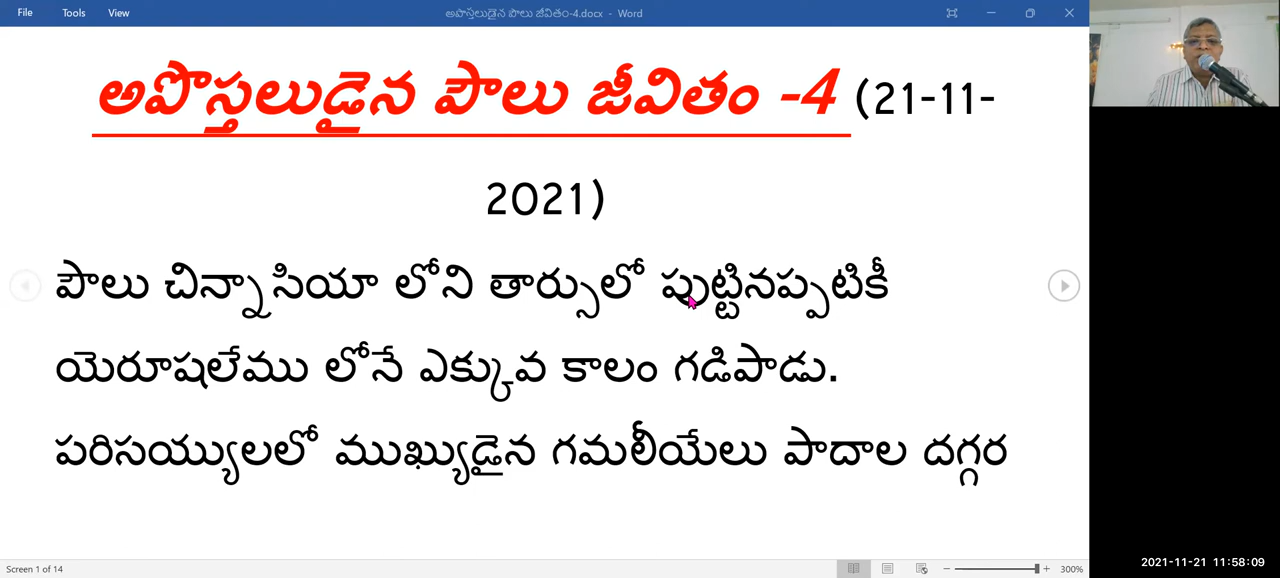 File Tools View అపొస్తలుడైన పౌలు జీవితం-4.docx - Word
అపొస్తలుడైన పౌలు జీవితం -4 (21-11-
2021)
పౌలు చిన్నాసియా లోని తార్సులో పుట్టినప్పటికీ
యెరూషలేము లోనే ఎక్కువ కాలం గడిపాడు.
పరిసయ్యులలో ముఖ్యుడైన గమలీయేలు పాదాల దగ్గర
2021-11-21 11:58:09
Screen 1 of 14 300%